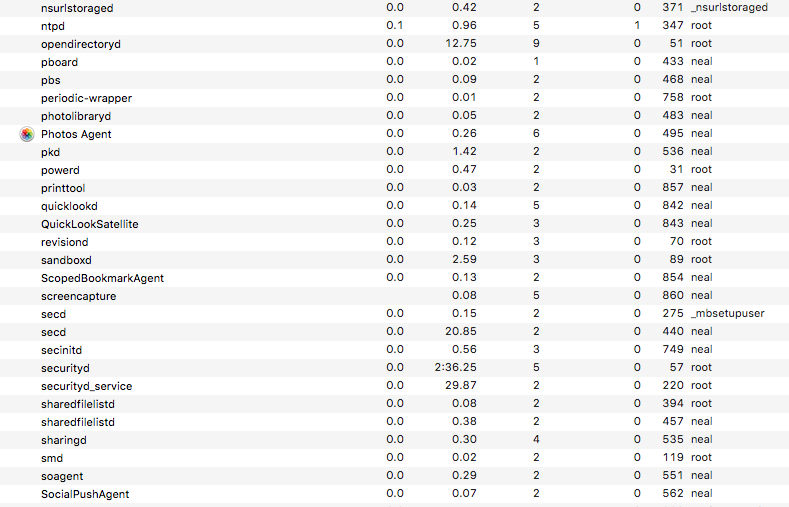 nsurlstoraged 0.0 0.42 2 0 371 _nsurlstoraged
ntpd 0.1 0.96 5 1 347 root
opendirectoryd 0.0 12.75 9 0 51 root
pboard 0.0 0.02 1 0 433 neal
pbs 0.0 0.09 2 0 468 neal
periodic-wrapper 0.0 0.01 2 0 758 root
photolibraryd 0.0 0.05 2 0 483 neal
Photos Agent 0.0 0.26 6 0 495 neal
pkd 0.0 1.42 2 0 536 neal
powerd 0.0 0.47 2 0 31 root
printtool 0.0 0.03 2 0 857 neal
quicklookd 0.0 0.14 5 0 842 neal
QuickLookSatellite 0.0 0.25 3 0 843 neal
revisiond 0.0 0.12 3 0 70 root
sandboxd 0.0 2.59 3 0 89 root
ScopedBookmarkAgent 0.0 0.13 2 0 854 neal
screencapture 0.08 5 0 860 neal
secd 0.0 0.15 2 0 275 _mbsetupuser
secd 0.0 20.85 2 0 440 neal
secinitd 0.0 0.56 3 0 749 neal
securityd 0.0 2:36.25 5 0 57 root
securityd_service 0.0 29.87 2 0 220 root
sharedfilelistd 0.0 0.08 2 0 394 root
sharedfilelistd 0.0 0.38 2 0 457 neal
sharingd 0.0 0.30 4 0 535 neal
smd 0.0 0.02 2 0 119 root
soagent 0.0 0.29 2 0 551 neal
SocialPushAgent 0.0 0.07 2 0 562 neal